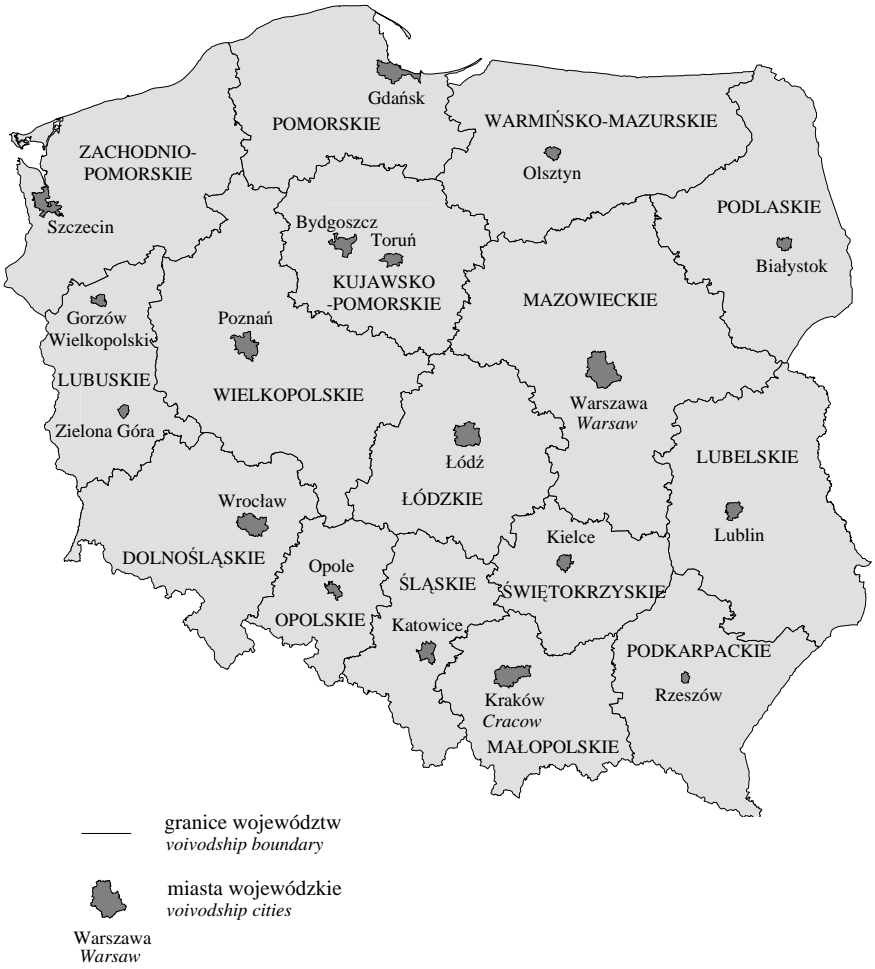 Gdańsk
POMORSKIE
WARMIŃSKO-MAZURSKIE
ZACHODNIO-
POMORSKIE
Olsztyn
Szczecin
Bydgoszcz
Toruń
KUJAWSKO
-POMORSKIE
PODLASKIE
Białystok
MAZOWIECKIE
Gorzów
Wielkopolski
LUBUSKIE
Zielona Góra
Poznań
WIELKOPOLSKIE
Warszawa
Warsaw
Łódź
ŁÓDZKIE
LUBELSKIE
Lublin
Wrocław
DOLNOŚLĄSKIE
Opole
OPOLSKIE
ŚLĄSKIE
Katowice
Kielce
ŚWIĘTOKRZYSKIE
PODKARPACKIE
Rzeszów
Kraków
Cracow
MAŁOPOLSKIE
granice województw
voivodship boundary
miasta wojewódzkie
voivodship cities
Warszawa
Warsaw